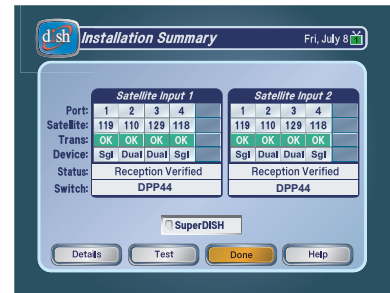 dish Installation Summary Fri, July 8
Satellite Input 1 Satellite Input 2
Port: 1 2 3 4 1 2 3 4
Satellite: 119 110 129 118 119 110 129 118
Trans: OK OK OK OK OK OK OK OK
Device: Sgl Dual Dual Sgl Sgl Dual Dual Sgl
Status: Reception Verified Reception Verified
Switch: DPP44 DPP44
SuperDISH
Details Test Done Help